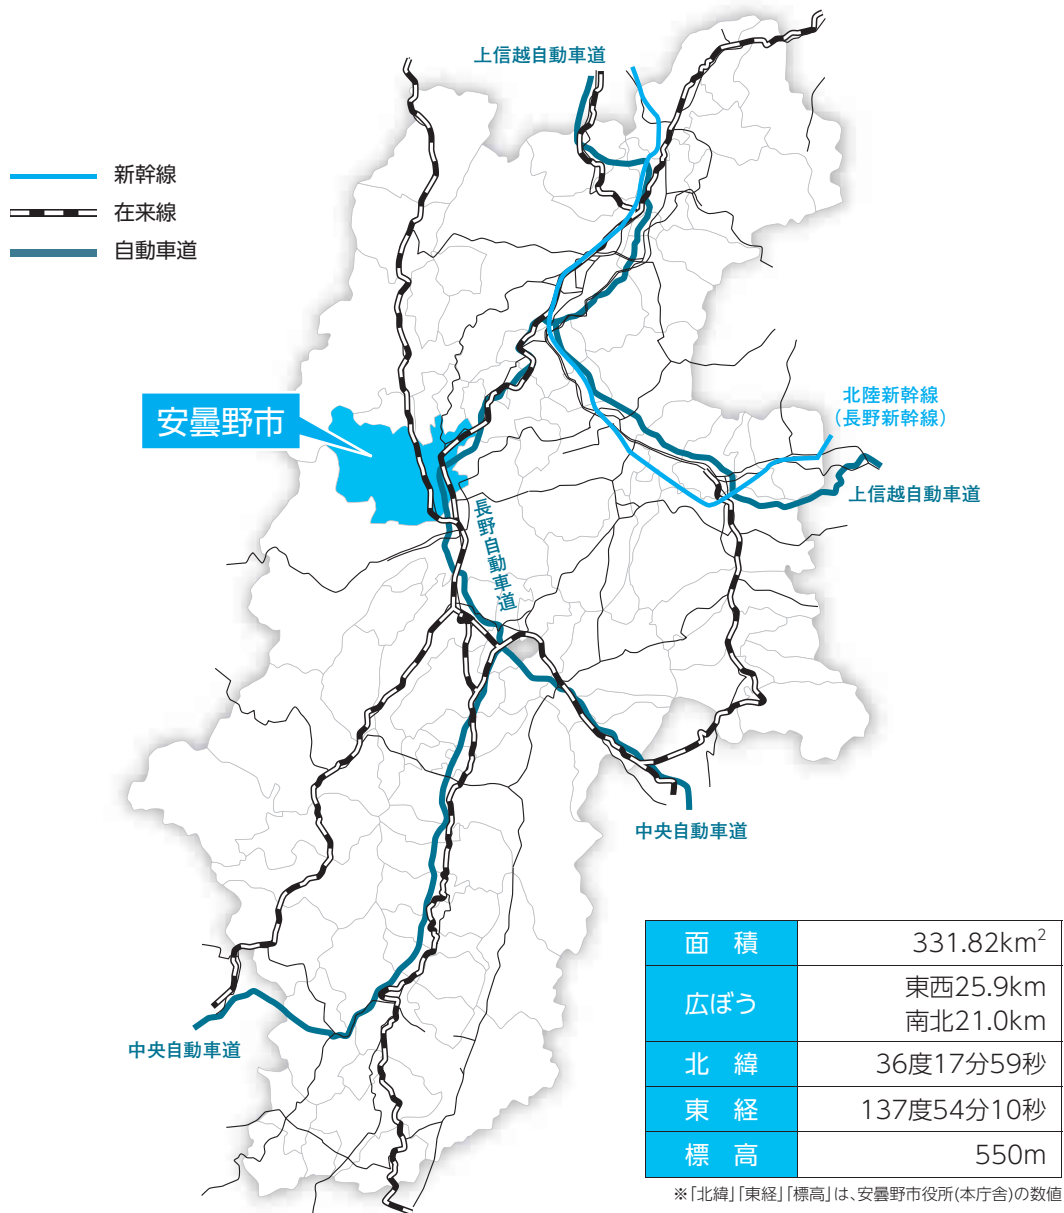 上信越自動車道
新幹線
在来線
自動車道
安曇野市
北陸新幹線
（長野新幹線）
上信越自動車道
長野自動車道
中央自動車道
中央自動車道
面 積 331.82km²
広ぼう 東西25.9km
南北21.0km
北 緯 36度17分59秒
東 経 137度54分10秒
標 高 550m
※「北緯」「東経」「標高」は、安曇野市役所(本庁舎)の数値